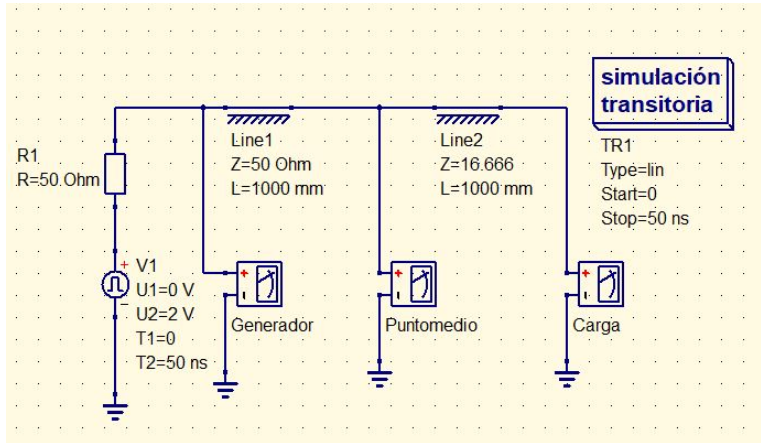 simulación
transitoria
TR1
Type=lin
Start=0
Stop=50 ns
R1
R=50 Ohm
Line1
Z=50 Ohm
L=1000 mm
Line2
Z=16.666
L=1000 mm
+
V1
-
U1=0 V
U2=2 V
T1=0
T2=50 ns
+
-
Generador
+
-
Puntomedio
+
-
Carga